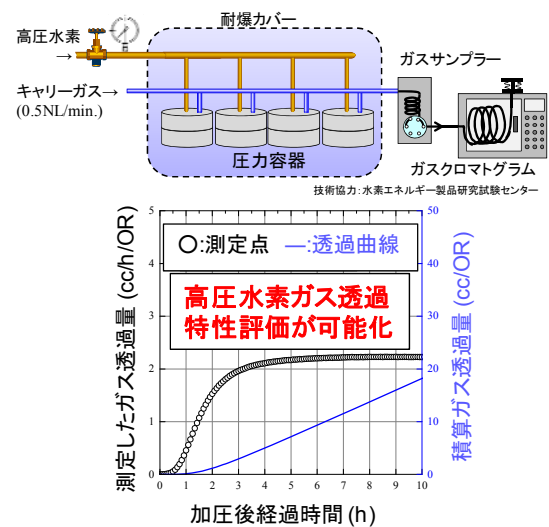 耐爆カバー
高圧水素
→
ガスサンプラー
キャリーガス→
(0.5NL/min.)
圧力容器
ガスクロマトグラム
技術協力：水素エネルギー製品研究試験センター
○:測定点 —:透過曲線
高圧水素ガス透過
特性評価が可能化
測定したガス透過量 (cc/h/OR)
5
4
3
2
1
0
積算ガス透過量 (cc/OR)
50
40
30
20
10
0
0 1 2 3 4 5 6 7 8 9 10
加圧後経過時間 (h)